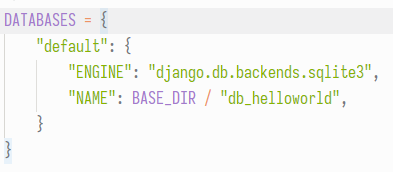 DATABASES = {
    "default": {
        "ENGINE": "django.db.backends.sqlite3",
        "NAME": BASE_DIR / "db_helloworld",
    }
}